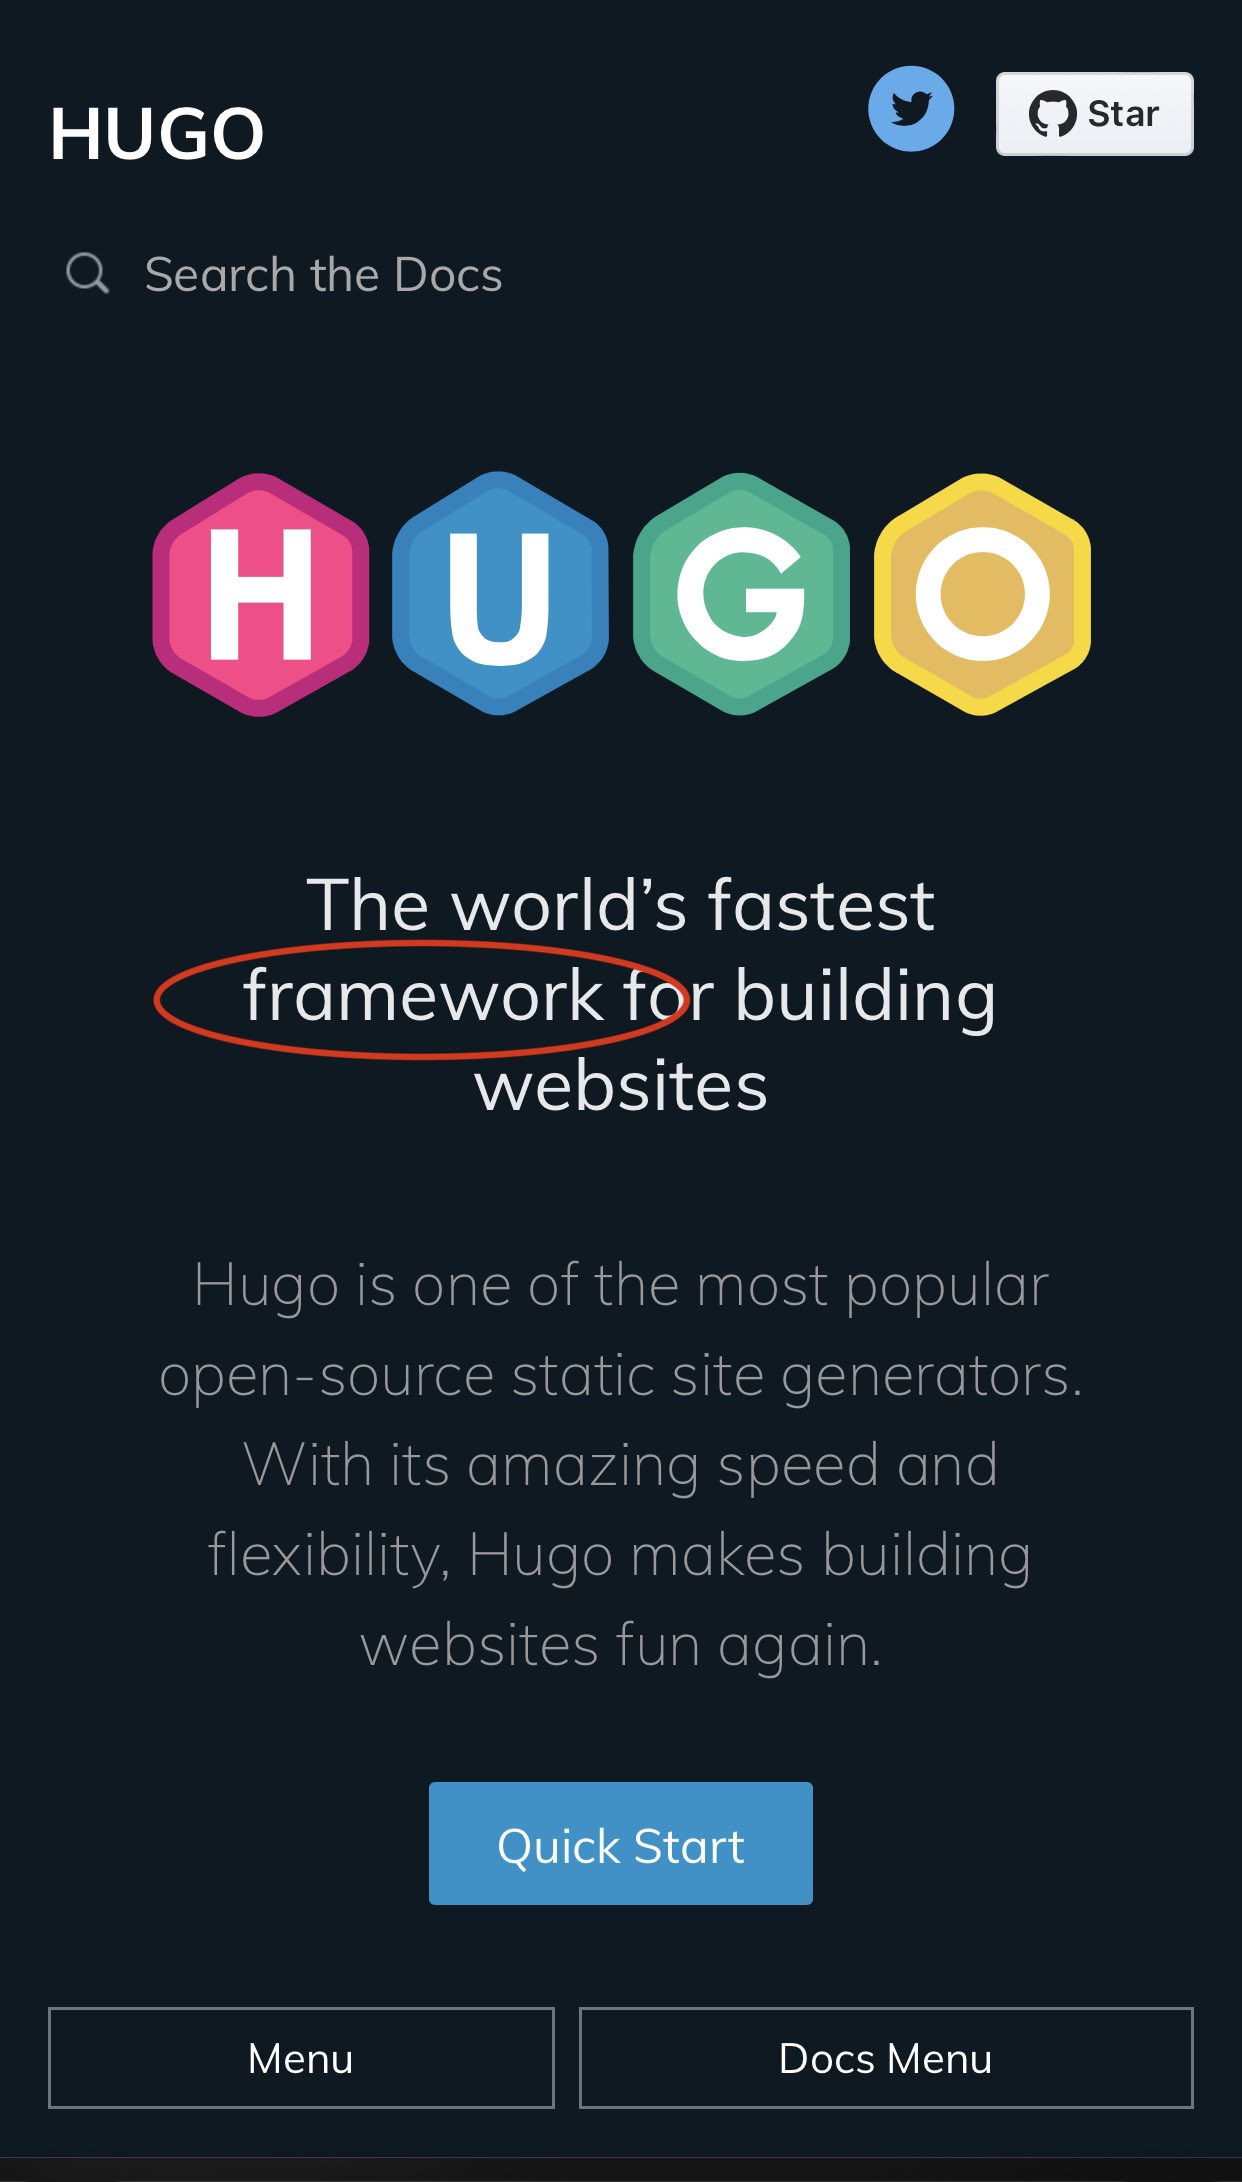 HUGO
Star
Search the Docs
HUGO
The world’s fastest
framework for building
websites
Hugo is one of the most popular
open-source static site generators.
With its amazing speed and
flexibility, Hugo makes building
websites fun again.
Quick Start
Menu
Docs Menu